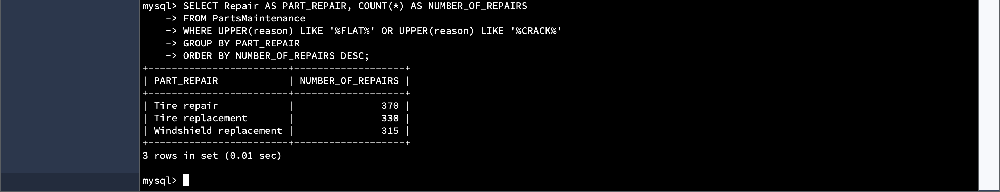 mysql> SELECT Repair AS PART_REPAIR, COUNT(*) AS NUMBER_OF_REPAIRS
    -> FROM PartsMaintenance
    -> WHERE UPPER(reason) LIKE '%FLAT%' OR UPPER(reason) LIKE '%CRACK%'
    -> GROUP BY PART_REPAIR
    -> ORDER BY NUMBER_OF_REPAIRS DESC;
+------------------------+-------------------+
| PART_REPAIR            | NUMBER_OF_REPAIRS |
+------------------------+-------------------+
| Tire repair            |               370 |
| Tire replacement       |               330 |
| Windshield replacement |               315 |
+------------------------+-------------------+
3 rows in set (0.01 sec)

mysql>